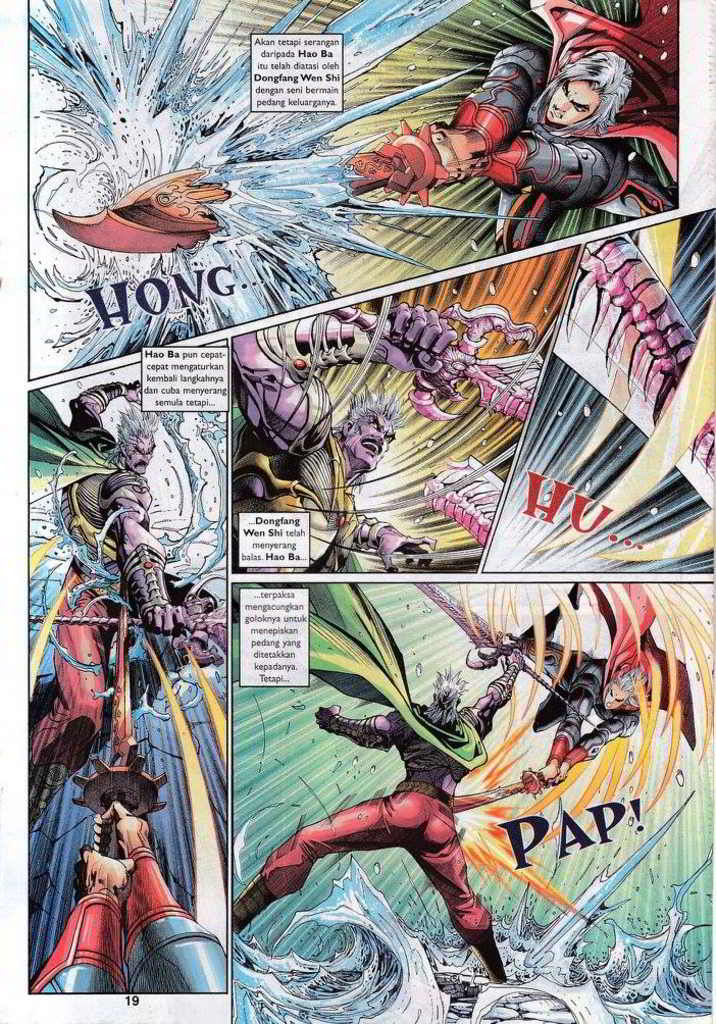 Akan tetapi serangan
daripada Hao Ba
itu telah diatasi oleh
Dongfang Wen Shi
dengan seni bermain
pedang keluarganya.
HONG...
Hao Ba pun cepat-
cepat mengaturkan
kembali langkahnya
dan cuba menyerang
semula tetapi...
...Dongfang
Wen Shi telah
menyerang
balas. Hao Ba...
HU...
...terpaksa
mengacungkan
goloknya untuk
menepiskan
pedang yang
ditetakkan
kepadanya.
Tetapi...
PAP!
19